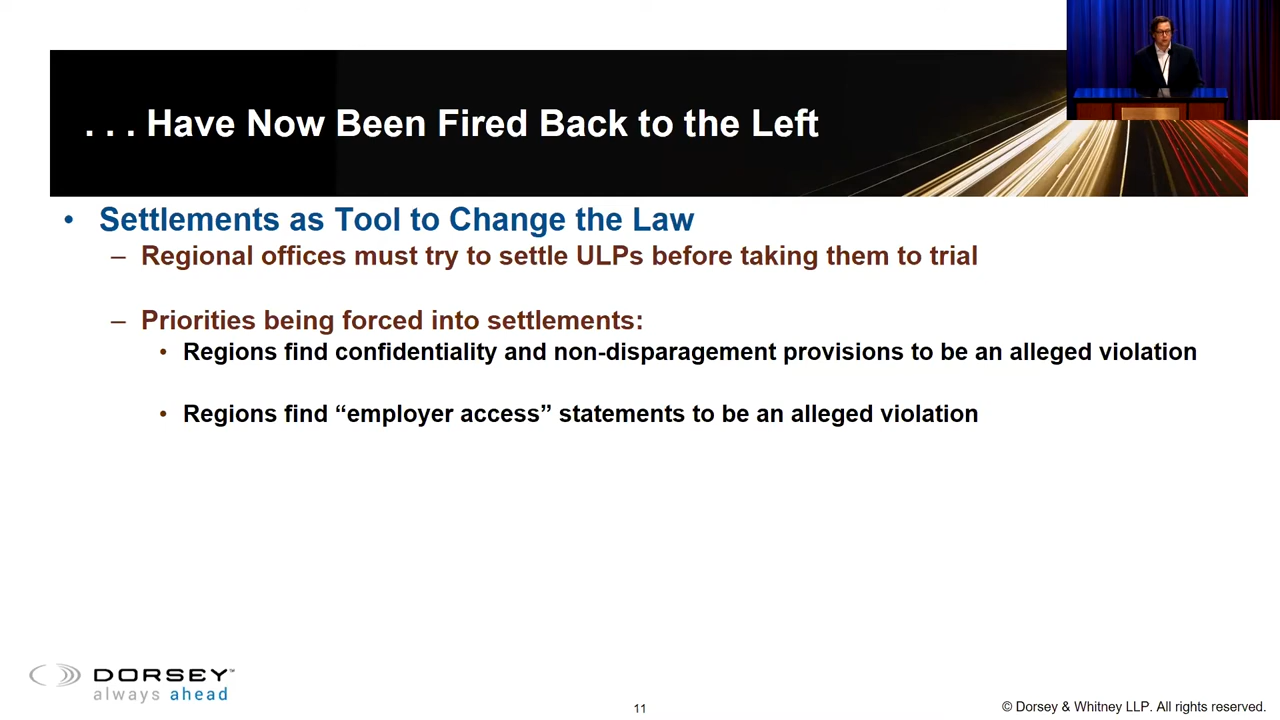 . . . Have Now Been Fired Back to the Left
• Settlements as Tool to Change the Law
– Regional offices must try to settle ULPs before taking them to trial
– Priorities being forced into settlements:
• Regions find confidentiality and non-disparagement provisions to be an alleged violation
• Regions find “employer access” statements to be an alleged violation
DORSEY™
always ahead
11
© Dorsey & Whitney LLP. All rights reserved.